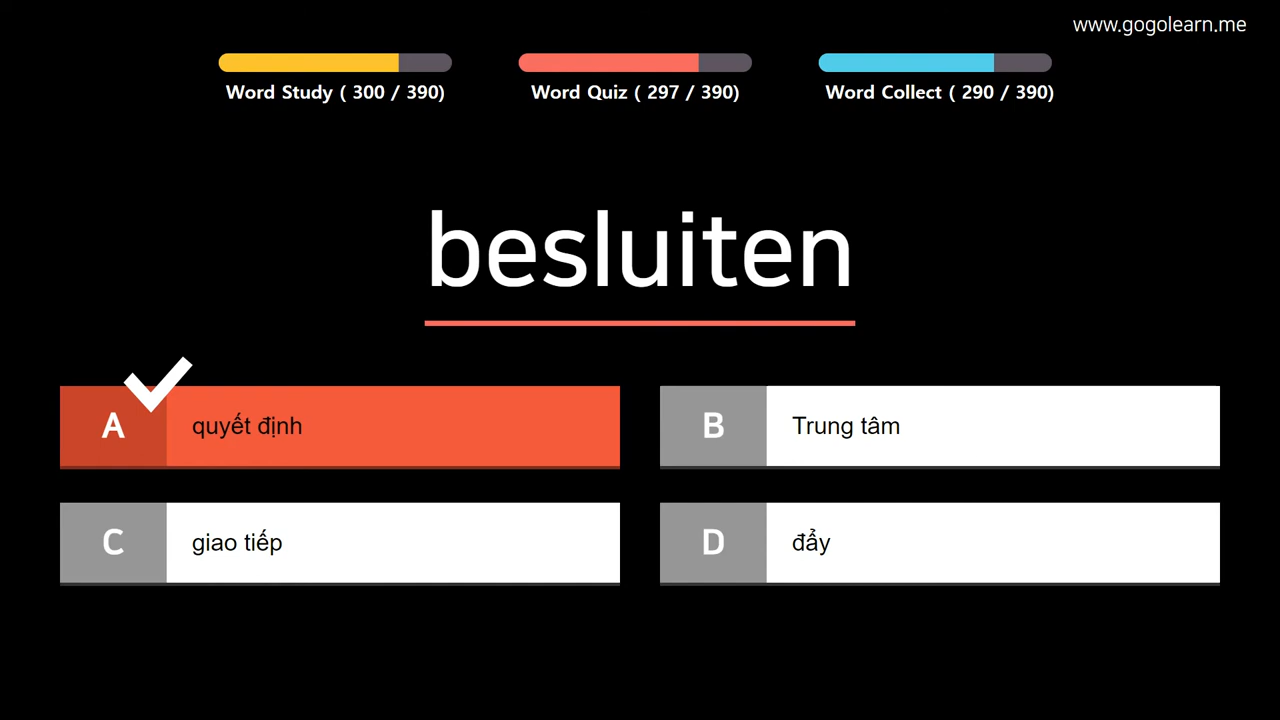 www.gogolearn.me
Word Study ( 300 / 390)
Word Quiz ( 297 / 390)
Word Collect ( 290 / 390)
besluiten
A quyết định
B Trung tâm
C giao tiếp
D đẩy